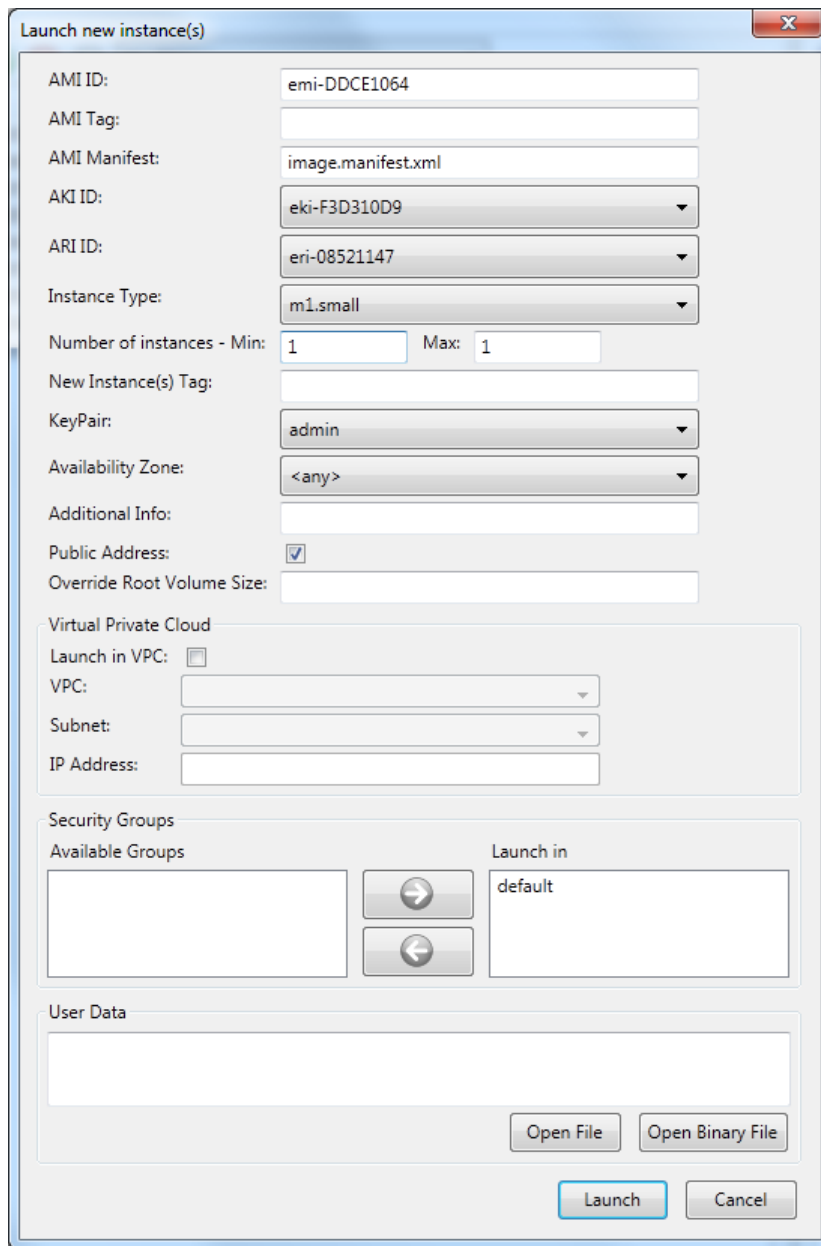 Launch new instance(s)
AMI ID: emi-DDCE1064
AMI Tag:
AMI Manifest: image.manifest.xml
AKI ID: eki-F3D310D9
ARI ID: eri-08521147
Instance Type: m1.small
Number of instances - Min: 1 Max: 1
New Instance(s) Tag:
KeyPair: admin
Availability Zone: <any>
Additional Info:
Public Address:
Override Root Volume Size:
Virtual Private Cloud
Launch in VPC:
VPC:
Subnet:
IP Address:
Security Groups
Available Groups Launch in
default
User Data
Open File Open Binary File
Launch Cancel